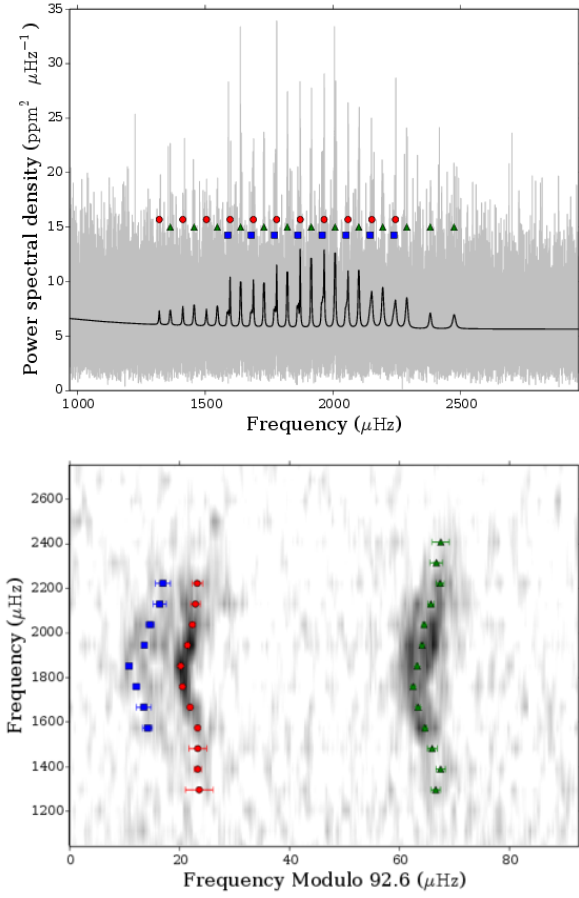 35
30
25
20
15
10
5
0
Power spectral density (ppm² μHz⁻¹)
1000 1500 2000 2500
Frequency (μHz)
2600
2400
2200
2000
1800
1600
1400
1200
Frequency (μHz)
0 20 40 60 80
Frequency Modulo 92.6 (μHz)